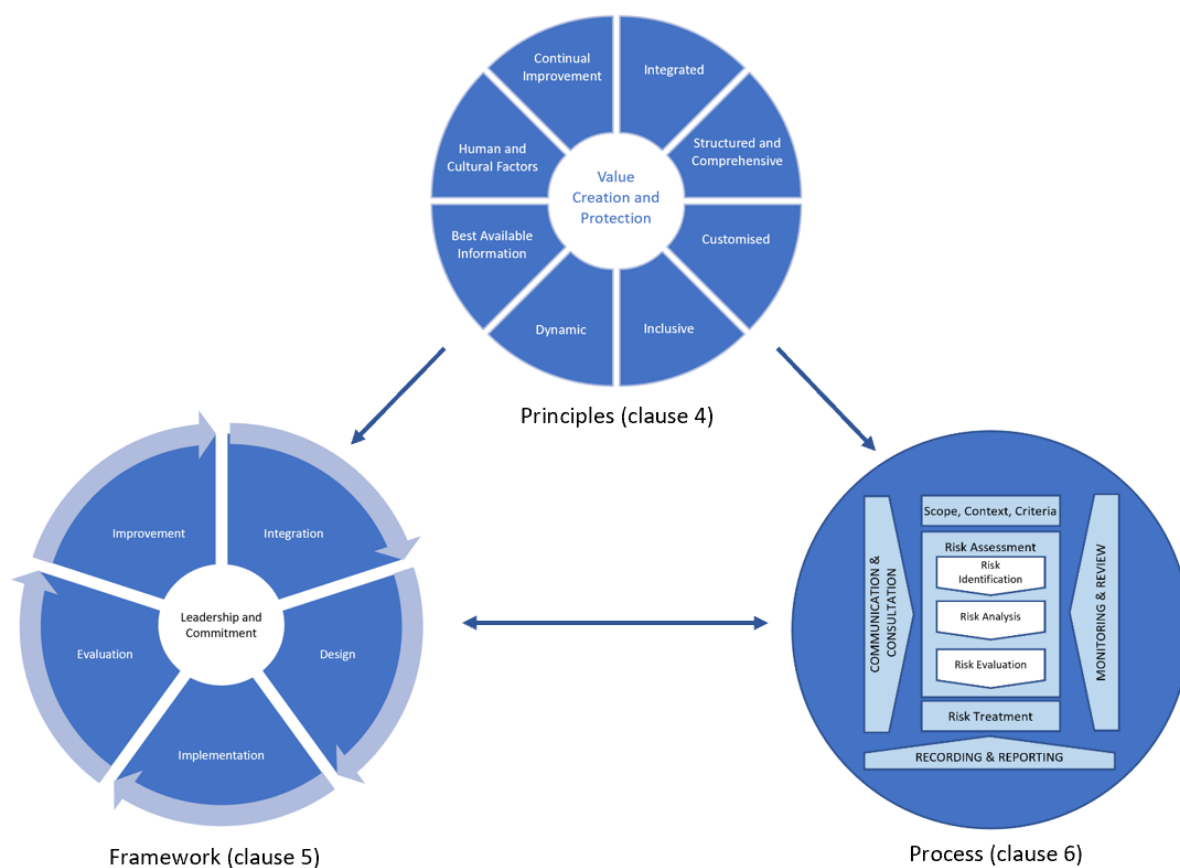 Continual
Improvement
Integrated
Human and
Cultural Factors
Structured and
Comprehensive
Value
Creation and
Protection
Best Available
Information
Customised
Dynamic
Inclusive
Principles (clause 4)
Improvement
Integration
Leadership and
Commitment
Evaluation
Design
Implementation
Framework (clause 5)
Scope, Context, Criteria
Risk Assessment
Risk
Identification
Risk Analysis
Risk Evaluation
Risk Treatment
COMMUNICATION &
CONSULTATION
MONITORING & REVIEW
RECORDING & REPORTING
Process (clause 6)